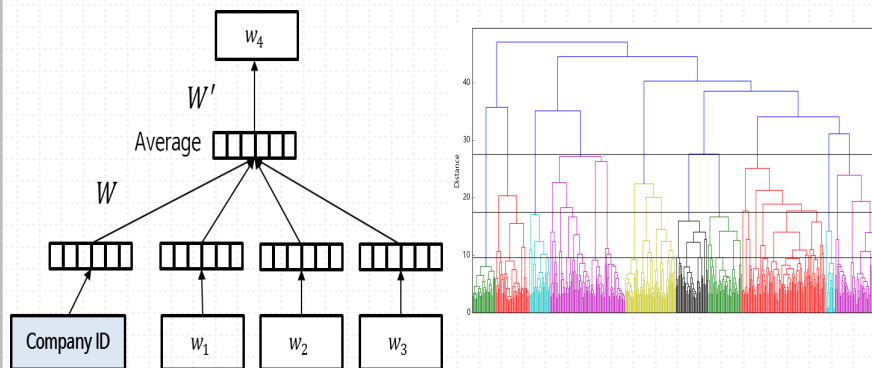 w₄
W′
Average
W
Company ID
w₁
w₂
w₃
Distance
40
30
20
10
0